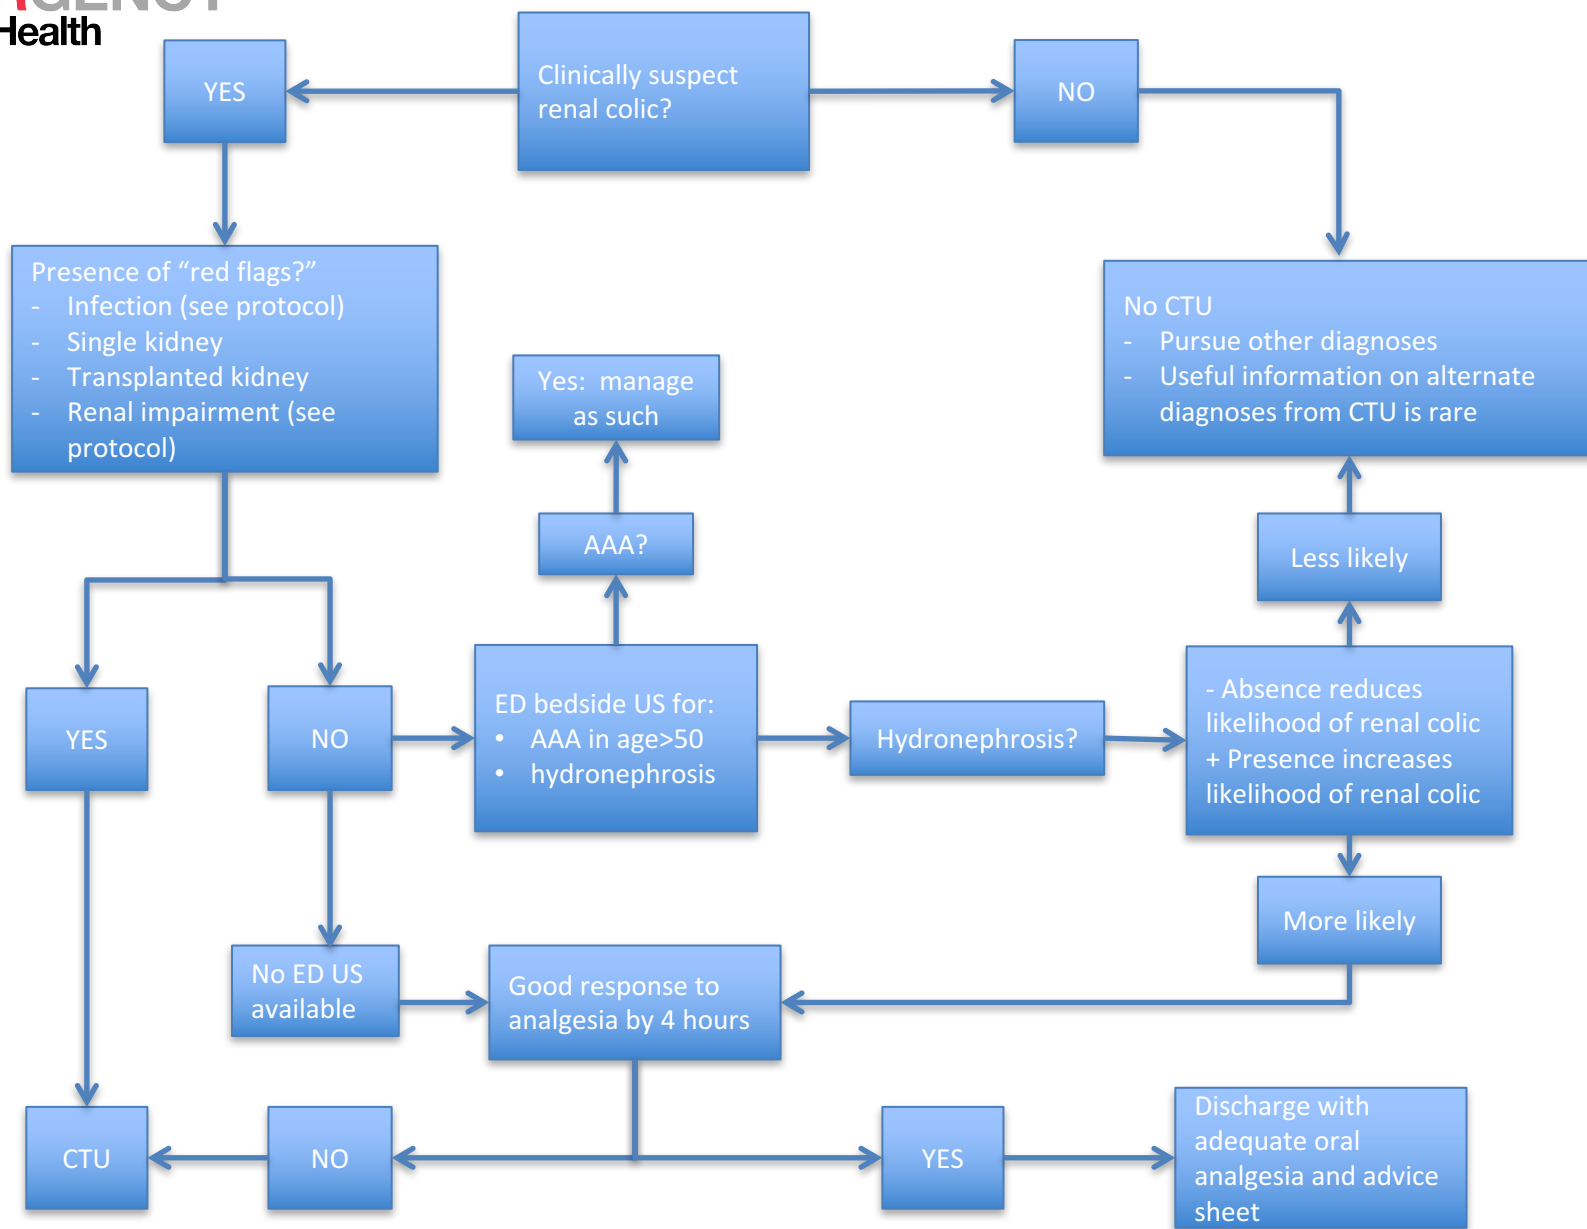 Health
YES
Clinically suspect
renal colic?
NO
Presence of “red flags?”
- Infection (see protocol)
- Single kidney
- Transplanted kidney
- Renal impairment (see
protocol)
No CTU
- Pursue other diagnoses
- Useful information on alternate
diagnoses from CTU is rare
Yes: manage
as such
AAA?
Less likely
YES
NO
ED bedside US for:
• AAA in age>50
• hydronephrosis
Hydronephrosis?
- Absence reduces
likelihood of renal colic
+ Presence increases
likelihood of renal colic
More likely
No ED US
available
Good response to
analgesia by 4 hours
CTU
NO
YES
Discharge with
adequate oral
analgesia and advice
sheet